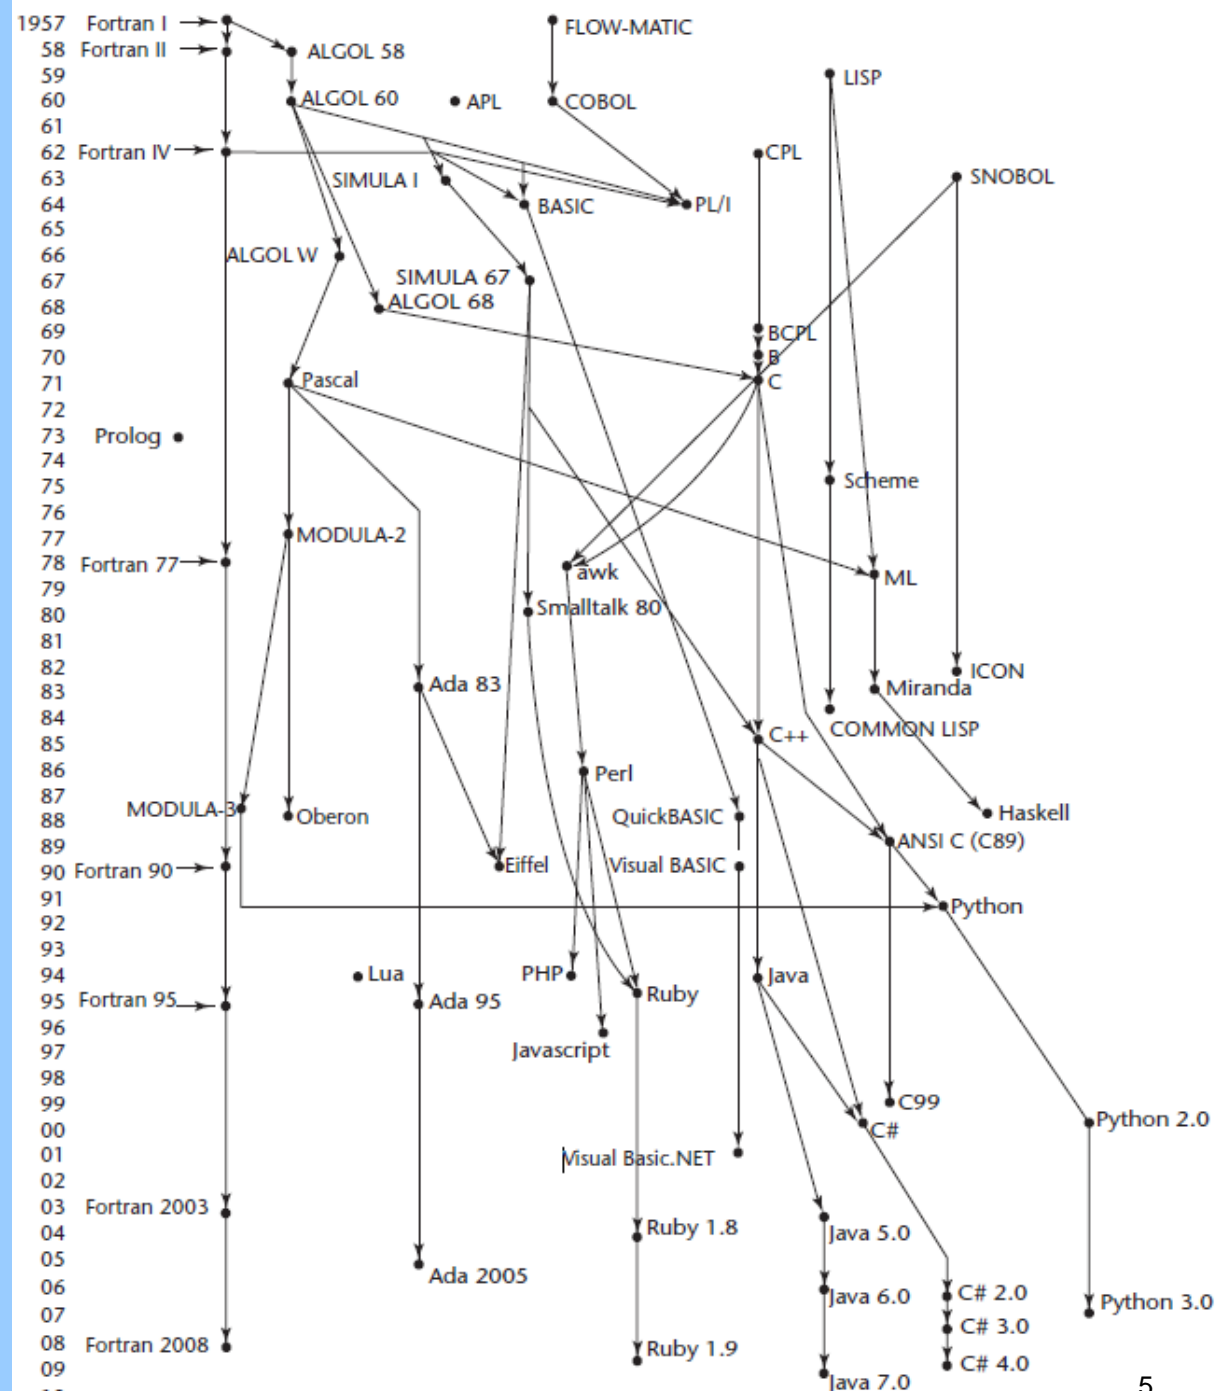 1957 Fortran I FLOW-MATIC
58 Fortran II ALGOL 58
59 LISP
60 ALGOL 60 APL COBOL
61
62 Fortran IV CPL
63 SIMULA I SNOBOL
64 BASIC PL/I
65
66 ALGOL W
67 SIMULA 67
68 ALGOL 68
69 BCPL
70 B
71 Pascal C
72
73 Prolog
74
75 Scheme
76
77 MODULA-2
78 Fortran 77 awk ML
79
80 Smalltalk 80
81
82 ICON
83 Ada 83 Miranda
84 COMMON LISP
85 C++
86 Perl
87 MODULA-3 Haskell
88 Oberon QuickBASIC
89 ANSI C (C89)
90 Fortran 90 Eiffel Visual BASIC
91 Python
92
93
94 Lua PHP Java
95 Fortran 95 Ada 95 Ruby
96
97 Javascript
98
99 C99
00 C# Python 2.0
01 Visual Basic.NET
02
03 Fortran 2003
04 Ruby 1.8 Java 5.0
05
06 Ada 2005 Java 6.0 C# 2.0
07 C# 3.0 Python 3.0
08 Fortran 2008 Ruby 1.9
09 Java 7.0 C# 4.0
5